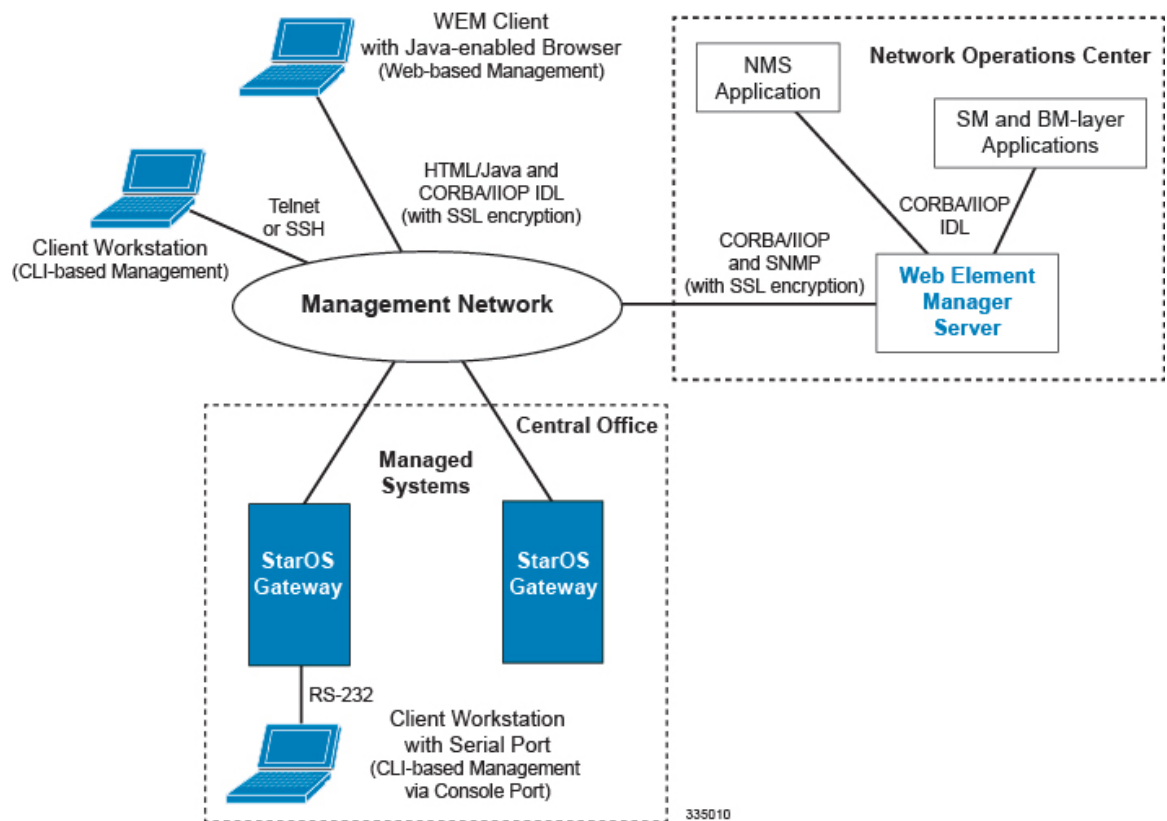 WEM Client
with Java-enabled Browser
(Web-based Management)
Network Operations Center
NMS
Application
SM and BM-layer
Applications
HTML/Java and
CORBA/IIOP IDL
(with SSL encryption)
Telnet
or SSH
Client Workstation
(CLI-based Management)
CORBA/IIOP
IDL
CORBA/IIOP
and SNMP
(with SSL encryption)
Web Element
Manager
Server
Management Network
Central Office
Managed
Systems
StarOS
Gateway
StarOS
Gateway
RS-232
Client Workstation
with Serial Port
(CLI-based Management
via Console Port)
335010